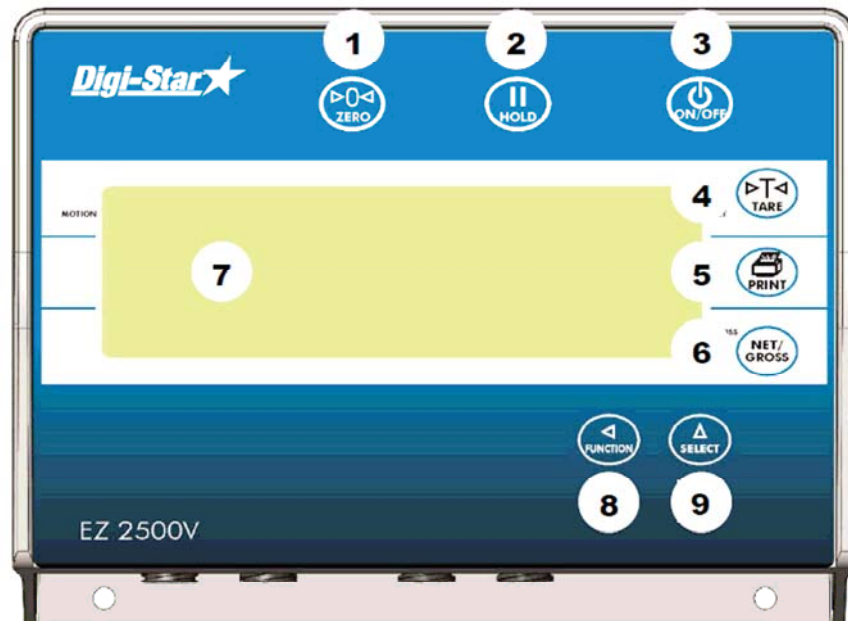 1
2
3
Digi-Star
ZERO
HOLD
ON/OFF
4
TARE
MOTION
7
5
PRINT
6
NET/
GROSS
FUNCTION
SELECT
8
9
EZ 2500V